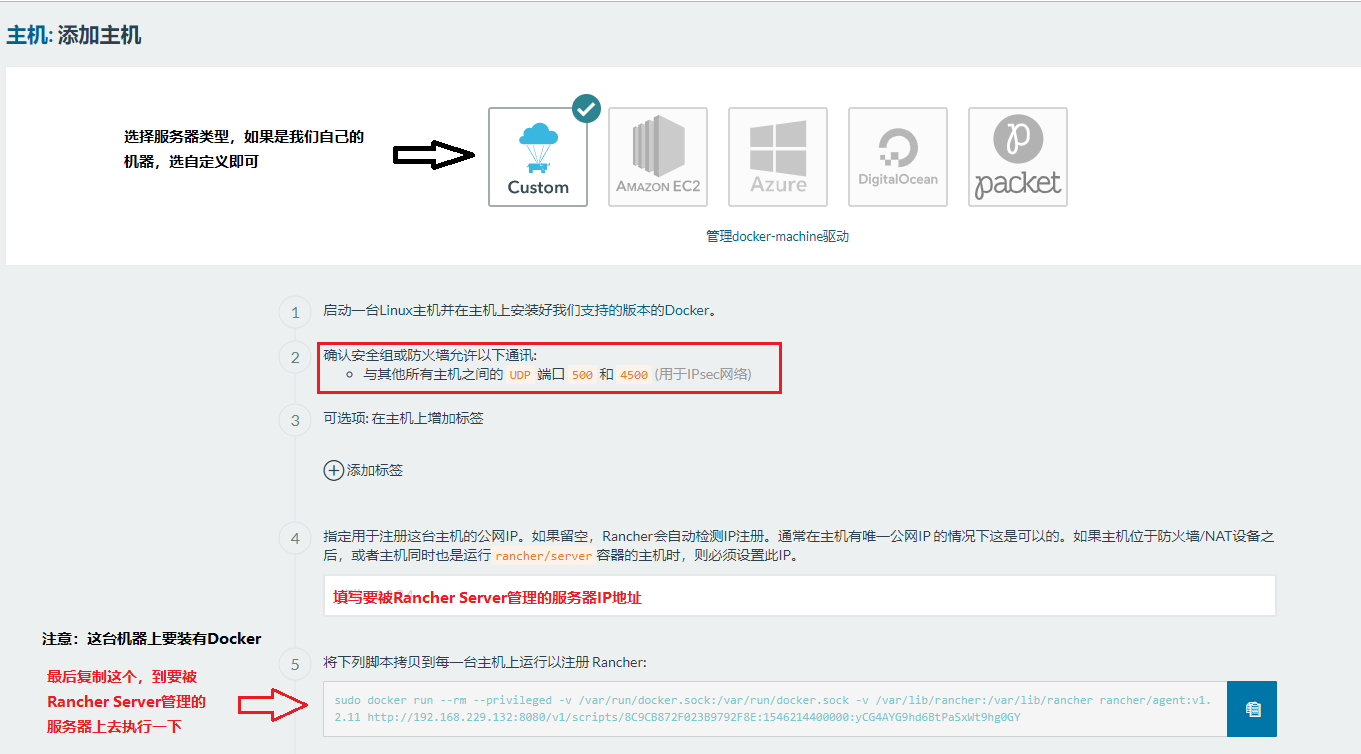 主机: 添加主机
选择服务器类型，如果是我们自己的
机器，选自定义即可
Custom
AMAZON EC2
Azure
DigitalOcean
packet
管理docker-machine驱动
1
启动一台Linux主机并在主机上安装好我们支持的版本的Docker。
2
确认安全组或防火墙允许以下通讯:
与其他所有主机之间的 UDP 端口 500 和 4500 (用于IPsec网络)
3
可选项: 在主机上增加标签
添加标签
4
指定用于注册这台主机的公网IP。如果留空，Rancher会自动检测IP注册。通常在主机有唯一公网IP 的情况下这是可以的。如果主机位于防火墙/NAT设备之
后，或者主机同时也是运行 rancher/server 容器的主机时，则必须设置此IP。
填写要被Rancher Server管理的服务器IP地址
注意：这台机器上要装有Docker
最后复制这个，到要被
Rancher Server管理的
服务器上去执行一下
5
将下列脚本拷贝到每一台主机上运行以注册 Rancher:
sudo docker run --rm --privileged -v /var/run/docker.sock:/var/run/docker.sock -v /var/lib/rancher:/var/lib/rancher rancher/agent:v1.
2.11 http://192.168.229.132:8080/v1/scripts/8C9CB872F023B9792F8E:1546214400000:yCG4AYG9hd6BtPaSxWt9hg0GY